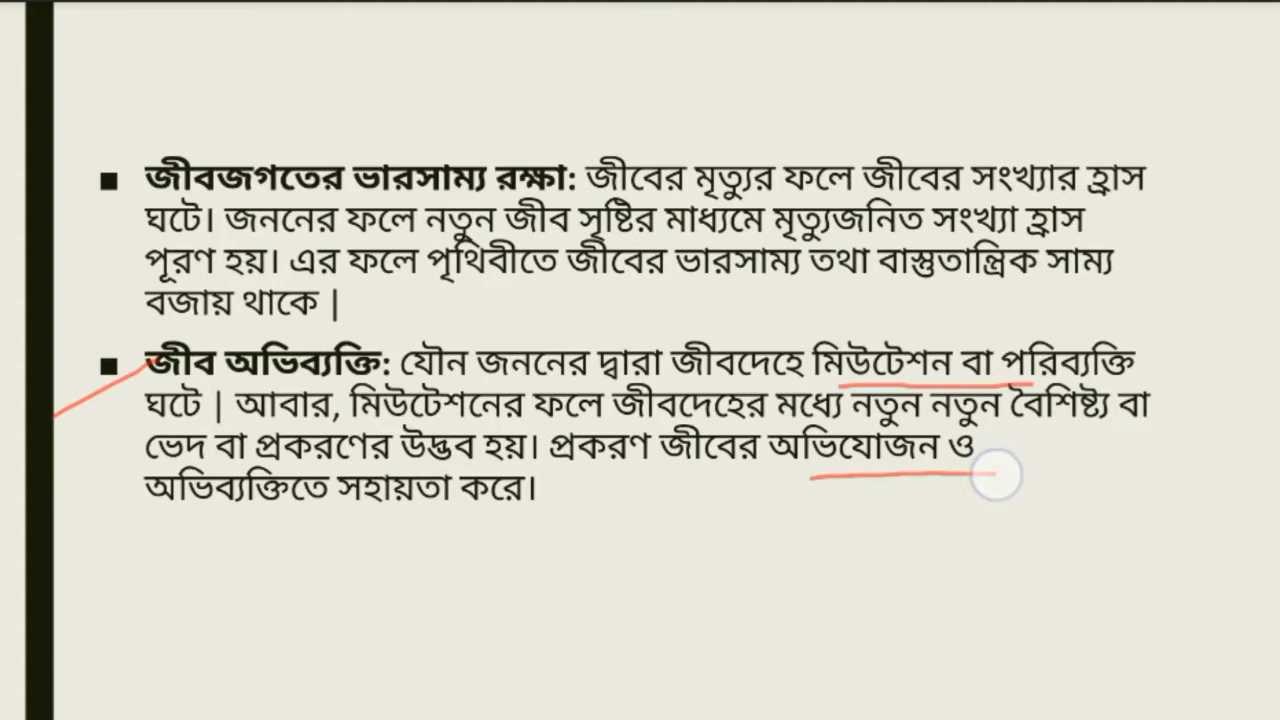 ■ জীবজগতের ভারসাম্য রক্ষা: জীবের মৃত্যুর ফলে জীবের সংখ্যার হ্রাস
ঘটে। জননের ফলে নতুন জীব সৃষ্টির মাধ্যমে মৃত্যুজনিত সংখ্যা হ্রাস
পূরণ হয়। এর ফলে পৃথিবীতে জীবের ভারসাম্য তথা বাস্তুতান্ত্রিক সাম্য
বজায় থাকে |
■ জীব অভিব্যক্তি: যৌন জননের দ্বারা জীবদেহে মিউটেশন বা পরিব্যক্তি
ঘটে | আবার, মিউটেশনের ফলে জীবদেহের মধ্যে নতুন নতুন বৈশিষ্ট্য বা
ভেদ বা প্রকরণের উদ্ভব হয়। প্রকরণ জীবের অভিযোজন ও
অভিব্যক্তিতে সহায়তা করে।